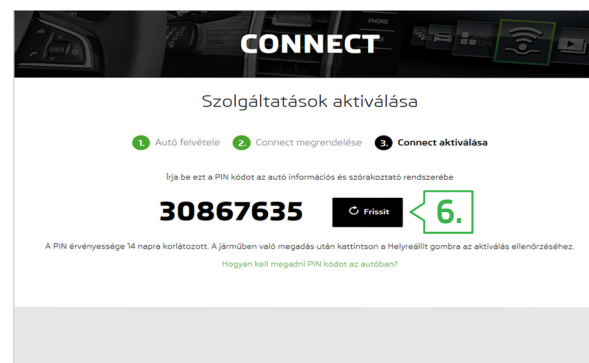 PHONE
CONNECT
Szolgáltatások aktiválása
1. Autó felvétele 2. Connect megrendelése 3. Connect aktiválása
Írja be ezt a PIN kódot az autó információs és szórakoztató rendszerébe
30867635 Frissít 6.
A PIN érvényessége 14 napra korlátozott. A járműben való megadás után kattintson a Helyreállít gombra az aktiválás ellenőrzéséhez.
Hogyan kell megadni PIN kódot az autóban?